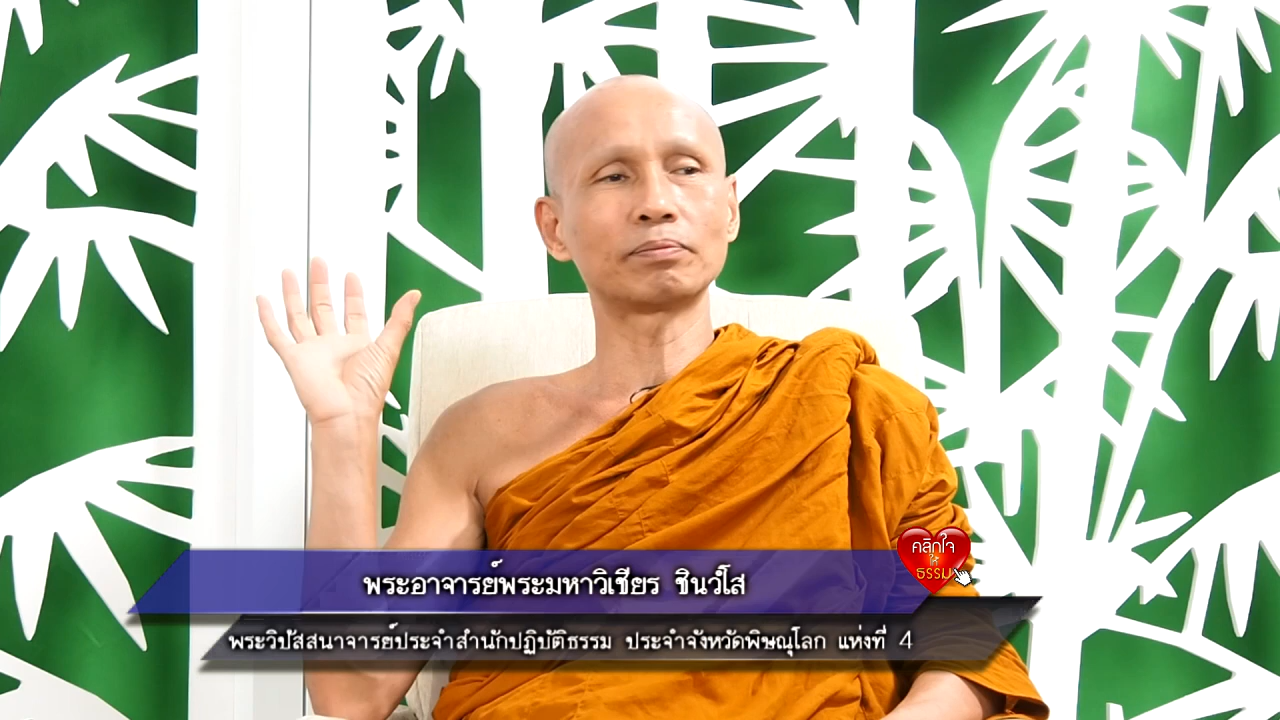 พระอาจารย์พระมหาวิเชียร ชินวํโส
คลิกใจ
ให้
ธรรม
พระวิปัสสนาจารย์ประจำสำนักปฏิบัติธรรม ประจำจังหวัดพิษณุโลก แห่งที่ 4